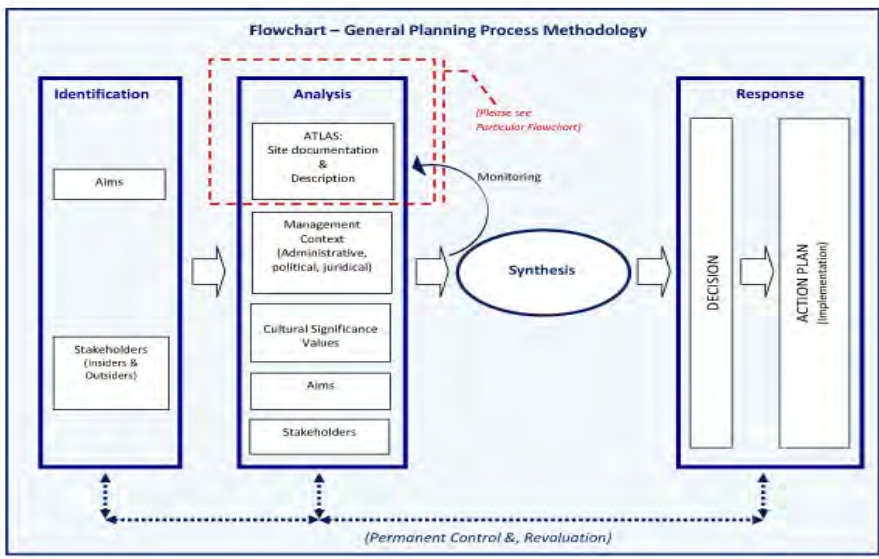 Flowchart – General Planning Process Methodology
Identification
Aims
Stakeholders
(Insiders &
Outsiders)
Analysis
ATLAS:
Site documentation
&
Description
Management
Context
(Administrative,
political, juridical)
Cultural Significance
Values
Aims
Stakeholders
(Please see
Particular Flowchart)
Monitoring
Synthesis
Response
DECISION
ACTION PLAN
(Implementation)
(Permanent Control &, Revaluation)